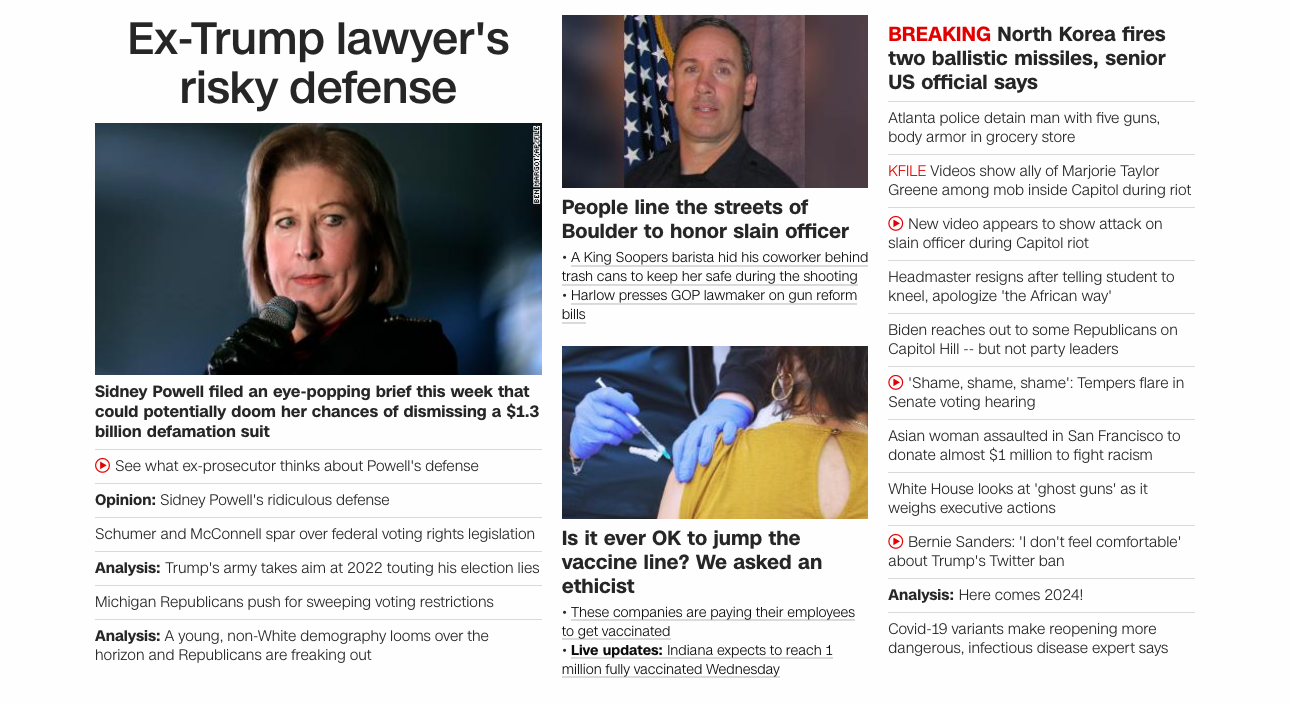 Ex-Trump lawyer's
risky defense
BEN MARGOT/AP/FILE
Sidney Powell filed an eye-popping brief this week that
could potentially doom her chances of dismissing a $1.3
billion defamation suit
See what ex-prosecutor thinks about Powell's defense
Opinion: Sidney Powell's ridiculous defense
Schumer and McConnell spar over federal voting rights legislation
Analysis: Trump's army takes aim at 2022 touting his election lies
Michigan Republicans push for sweeping voting restrictions
Analysis: A young, non-White demography looms over the
horizon and Republicans are freaking out
People line the streets of
Boulder to honor slain officer
• A King Soopers barista hid his coworker behind
trash cans to keep her safe during the shooting
• Harlow presses GOP lawmaker on gun reform
bills
Is it ever OK to jump the
vaccine line? We asked an
ethicist
• These companies are paying their employees
to get vaccinated
• Live updates: Indiana expects to reach 1
million fully vaccinated Wednesday
BREAKING North Korea fires
two ballistic missiles, senior
US official says
Atlanta police detain man with five guns,
body armor in grocery store
KFILE Videos show ally of Marjorie Taylor
Greene among mob inside Capitol during riot
New video appears to show attack on
slain officer during Capitol riot
Headmaster resigns after telling student to
kneel, apologize 'the African way'
Biden reaches out to some Republicans on
Capitol Hill -- but not party leaders
'Shame, shame, shame': Tempers flare in
Senate voting hearing
Asian woman assaulted in San Francisco to
donate almost $1 million to fight racism
White House looks at 'ghost guns' as it
weighs executive actions
Bernie Sanders: 'I don't feel comfortable'
about Trump's Twitter ban
Analysis: Here comes 2024!
Covid-19 variants make reopening more
dangerous, infectious disease expert says